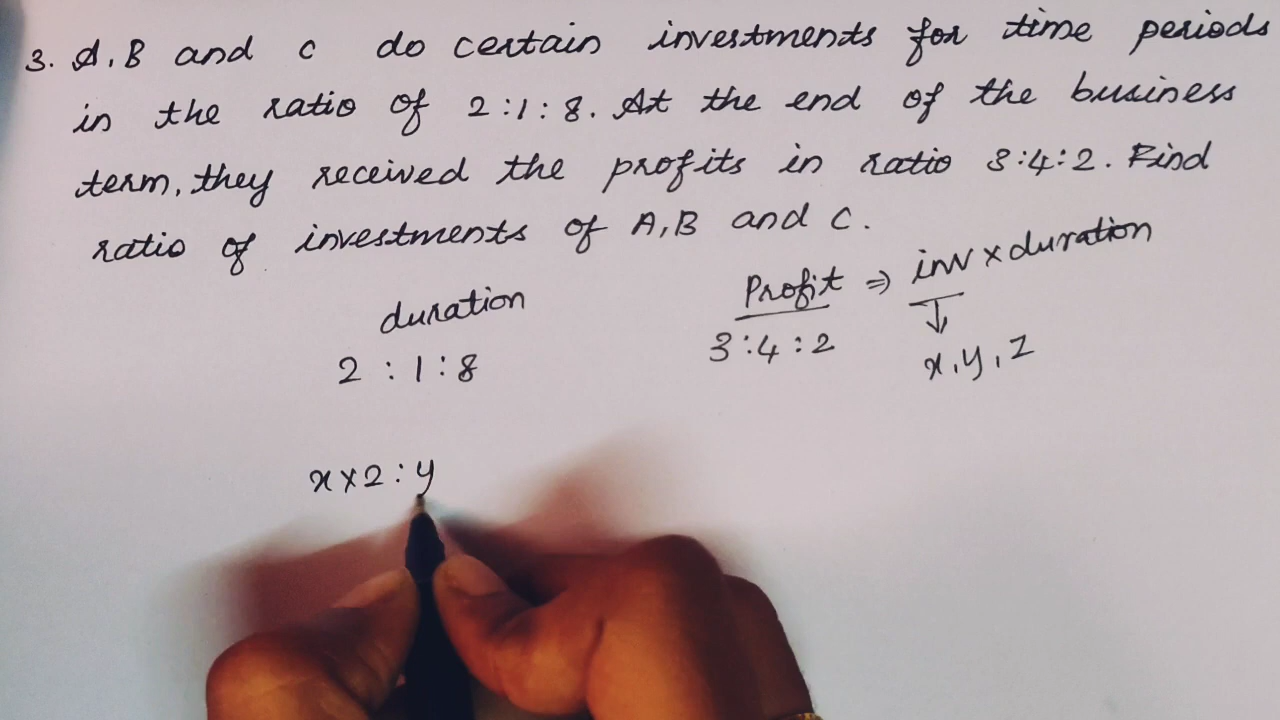 3. A, B and C do certain investments for time periods
in the ratio of 2:1:8. At the end of the business
term, they received the profits in ratio 3:4:2. Find
ratio of investments of A,B and C.
duration
2 : 1 : 8
Profit ⇒ inv × duration
3:4:2
↓
x, y, z
x×2 : y